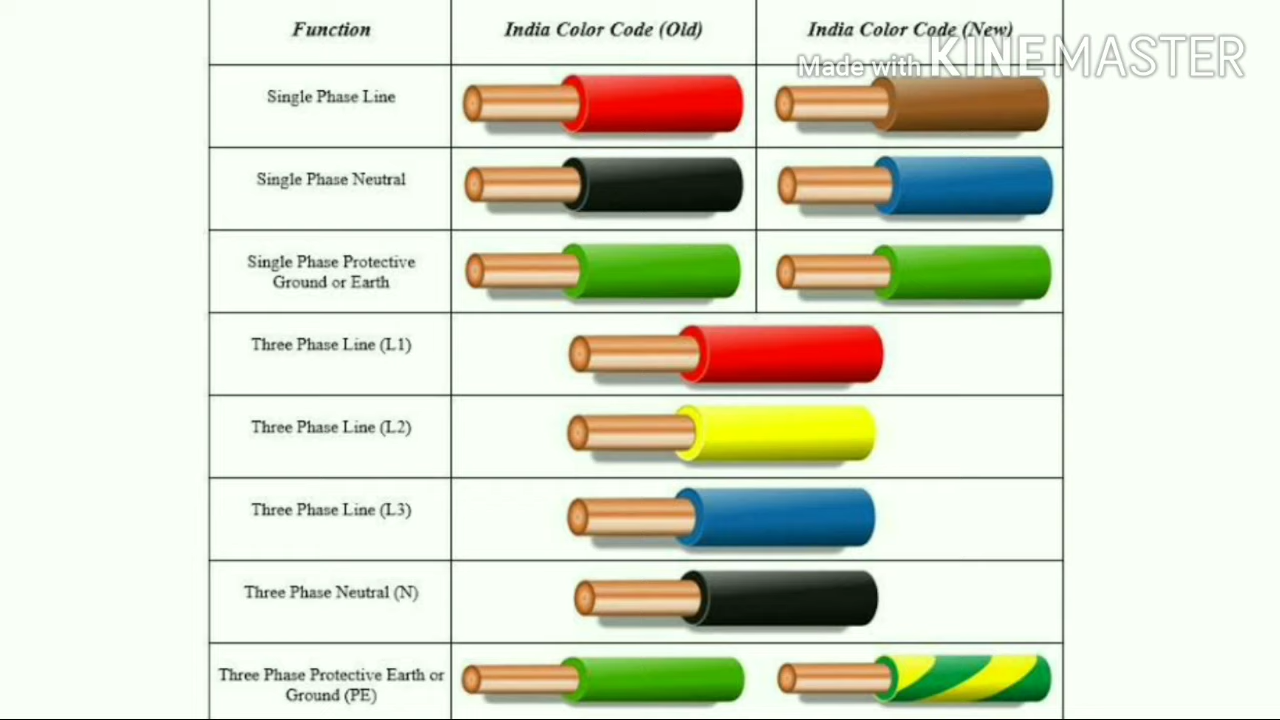 Function
India Color Code (Old)
India Color Code (New)
Made with KINEMASTER
Single Phase Line
Single Phase Neutral
Single Phase Protective
Ground or Earth
Three Phase Line (L1)
Three Phase Line (L2)
Three Phase Line (L3)
Three Phase Neutral (N)
Three Phase Protective Earth or
Ground (PE)